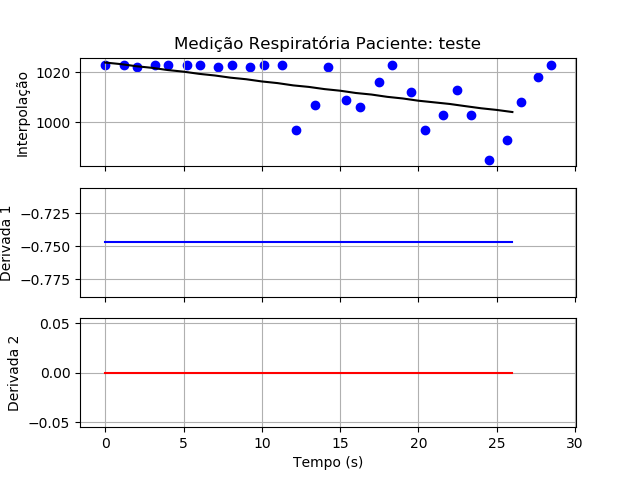 Medição Respiratória Paciente: teste
Interpolação
1020
1000
Derivada 1
−0.725
−0.750
−0.775
Derivada 2
0.05
0.00
−0.05
0 5 10 15 20 25 30
Tempo (s)